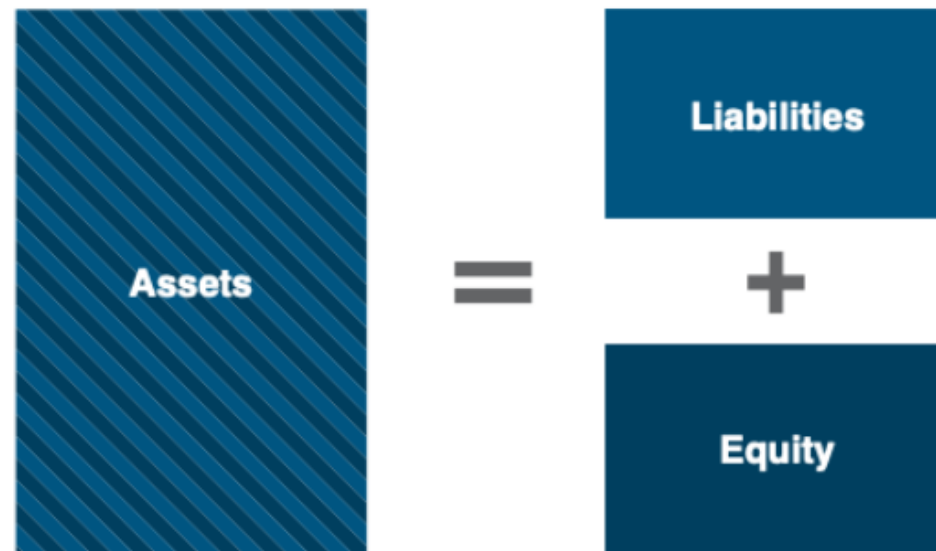 Assets
=
Liabilities
+
Equity